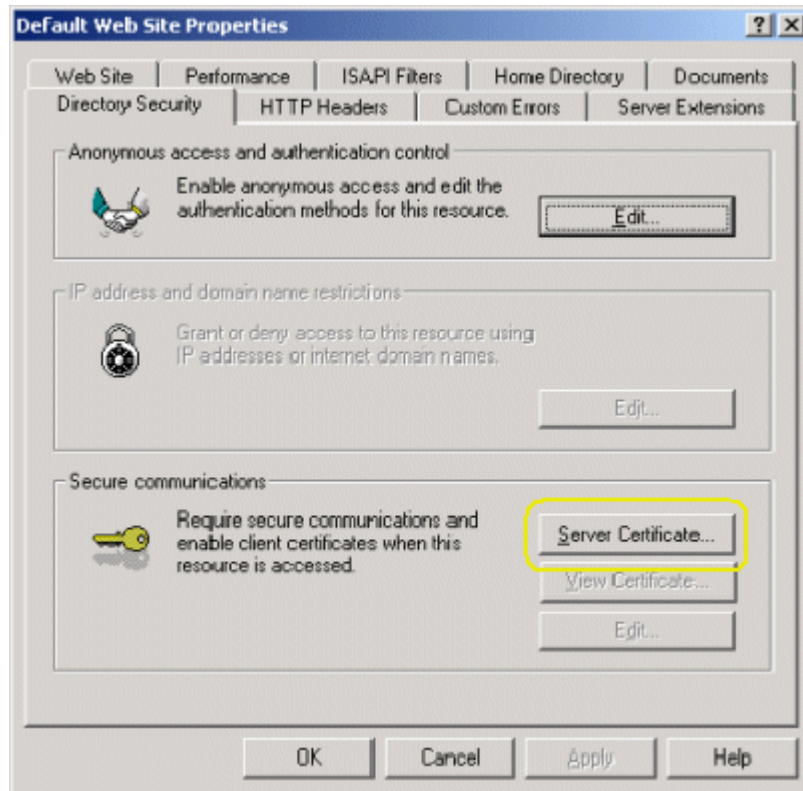 Default Web Site Properties
? X
Web Site Performance ISAPI Filters Home Directory Documents
Directory Security HTTP Headers Custom Errors Server Extensions
Anonymous access and authentication control
Enable anonymous access and edit the
authentication methods for this resource.
Edit...
IP address and domain name restrictions
Grant or deny access to this resource using
IP addresses or internet domain names.
Edit...
Secure communications
Require secure communications and
enable client certificates when this
resource is accessed.
Server Certificate...
View Certificate...
Edit...
OK Cancel Apply Help